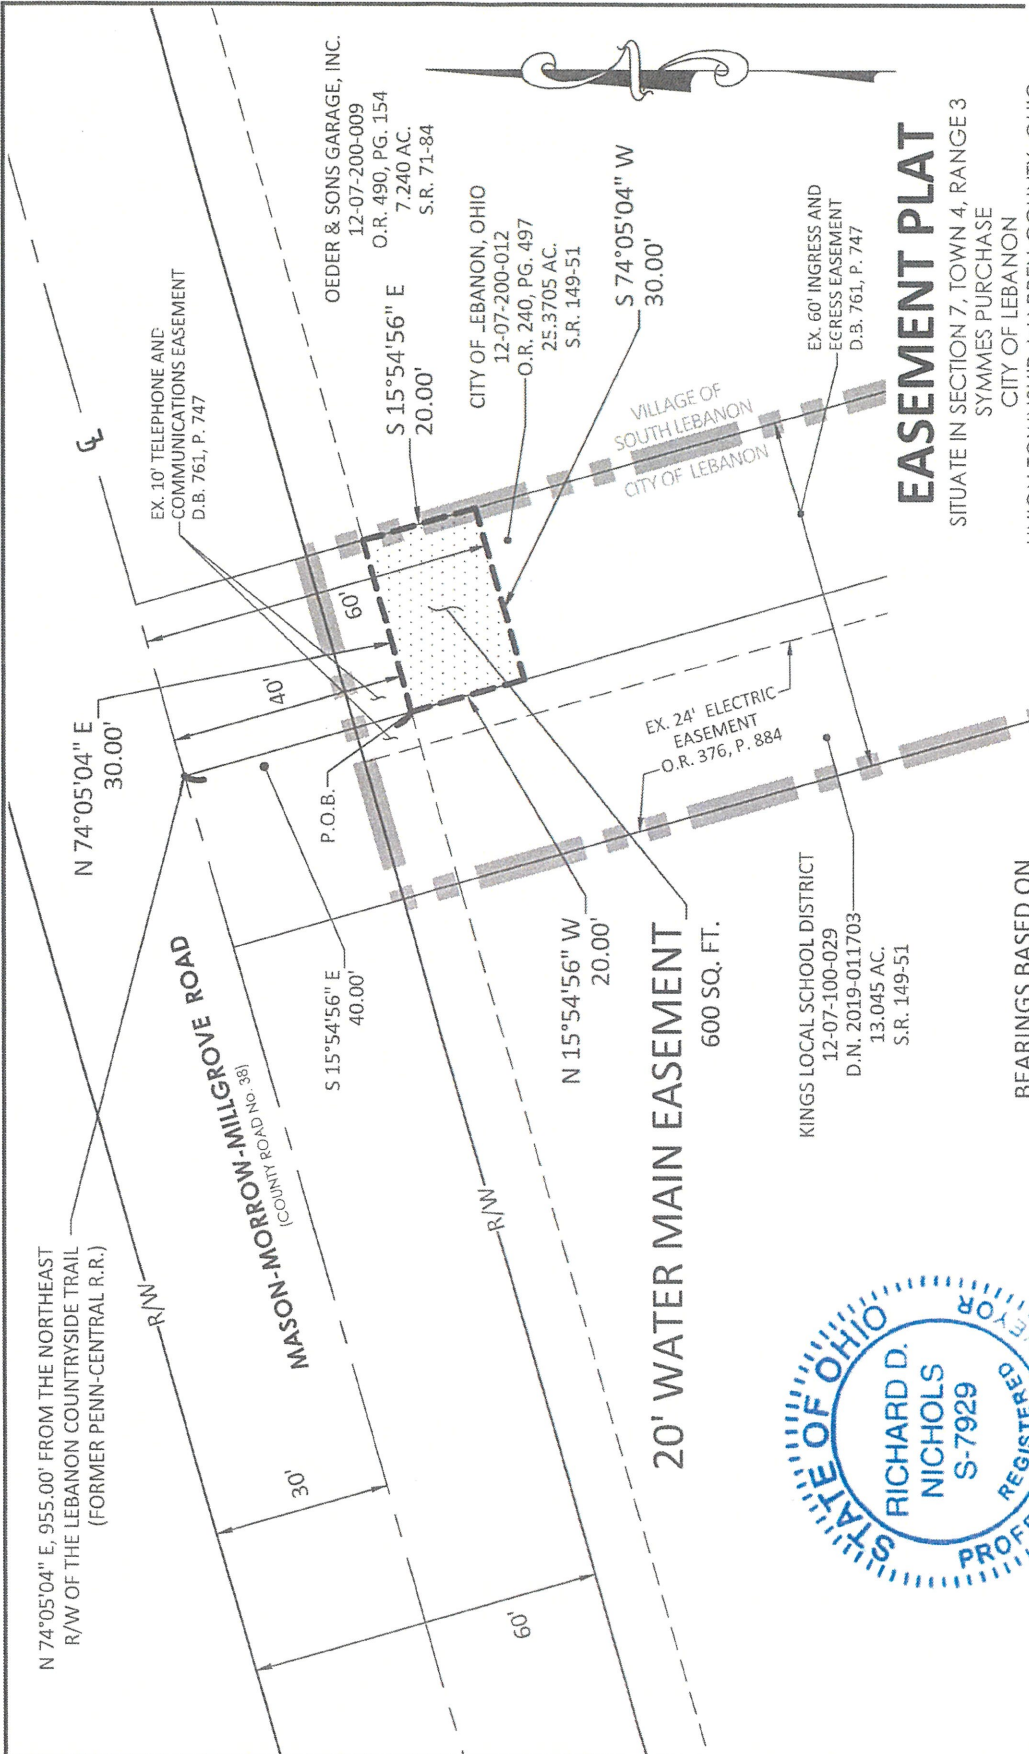 N 74°05'04" E, 955.00' FROM THE NORTHEAST
R/W OF THE LEBANON COUNTRYSIDE TRAIL
(FORMER PENN-CENTRAL R.R.)
N 74°05'04" E
30.00'
EX. 10' TELEPHONE AND
COMMUNICATIONS EASEMENT
D.B. 761, P. 747
OEDER & SONS GARAGE, INC.
12-07-200-009
O.R. 490, PG. 154
7.240 AC.
S.R. 71-84
S 15°54'56" E
20.00'
CITY OF LEBANON, OHIO
12-07-200-012
O.R. 240, PG. 497
25.3705 AC.
S.R. 149-51
S 74°05'04" W
30.00'
R/W
30'
60'
MASON-MORROW-MILLGROVE ROAD
(COUNTY ROAD No. 38)
R/W
S 15°54'56" E
40.00'
P.O.B.
40'
60'
VILLAGE OF
SOUTH LEBANON
CITY OF LEBANON
N 15°54'56" W
20.00'
20' WATER MAIN EASEMENT
600 SQ. FT.
EX. 24' ELECTRIC
EASEMENT
O.R. 376, P. 884
EX. 60' INGRESS AND
EGRESS EASEMENT
D.B. 761, P. 747
KINGS LOCAL SCHOOL DISTRICT
12-07-100-029
D.N. 2019-011703
13.045 AC.
S.R. 149-51
EASEMENT PLAT
SITUATE IN SECTION 7, TOWN 4, RANGE 3
SYMMES PURCHASE
CITY OF LEBANON
BEARINGS BASED ON
STATE OF OHIO
RICHARD D.
NICHOLS
S-7929
REGISTERED